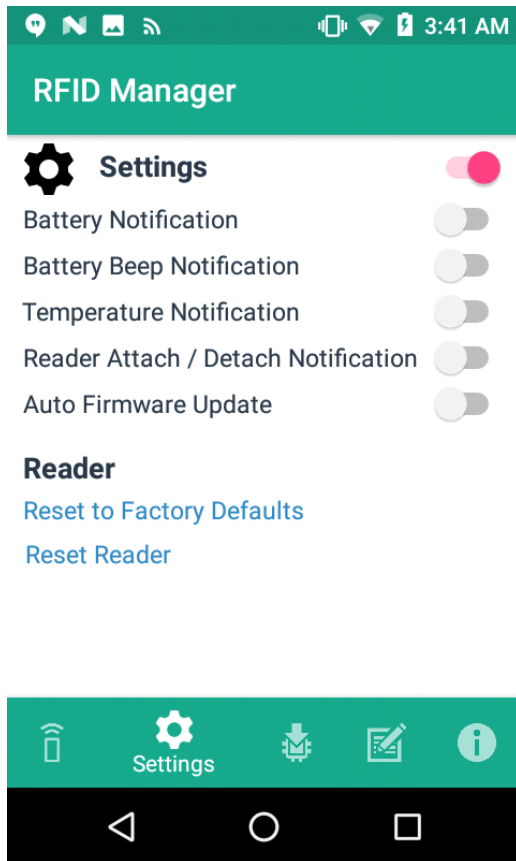 3:41 AM
RFID Manager
Settings
Battery Notification
Battery Beep Notification
Temperature Notification
Reader Attach / Detach Notification
Auto Firmware Update
Reader
Reset to Factory Defaults
Reset Reader
Settings